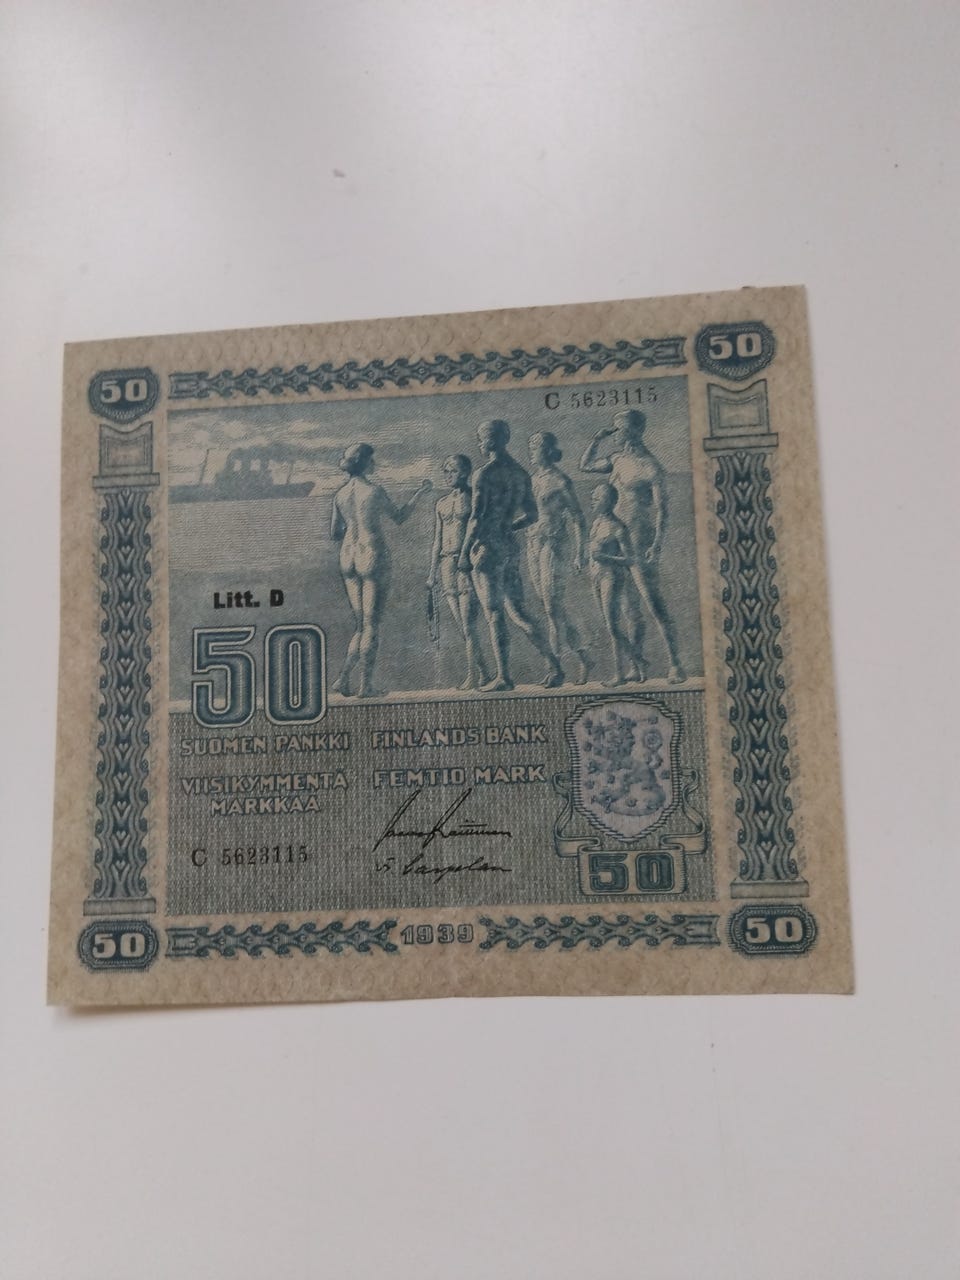 50
50
C 5623115
Litt. D
50
SUOMEN PANKKI FINLANDS BANK
VIISIKYMMENTÄ FEMTIO MARK
MARKKAA
C 5623115
50
50
1939
50